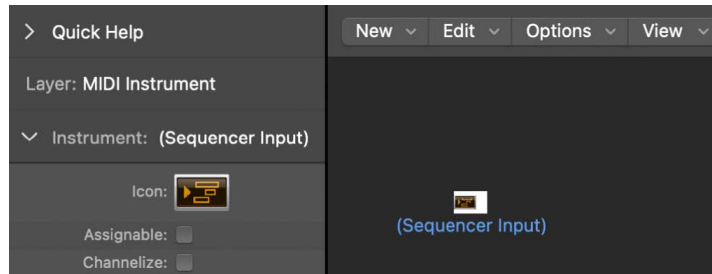 Quick Help
New Edit Options View
Layer: MIDI Instrument
Instrument: (Sequencer Input)
Icon:
Assignable:
Channelize:
(Sequencer Input)